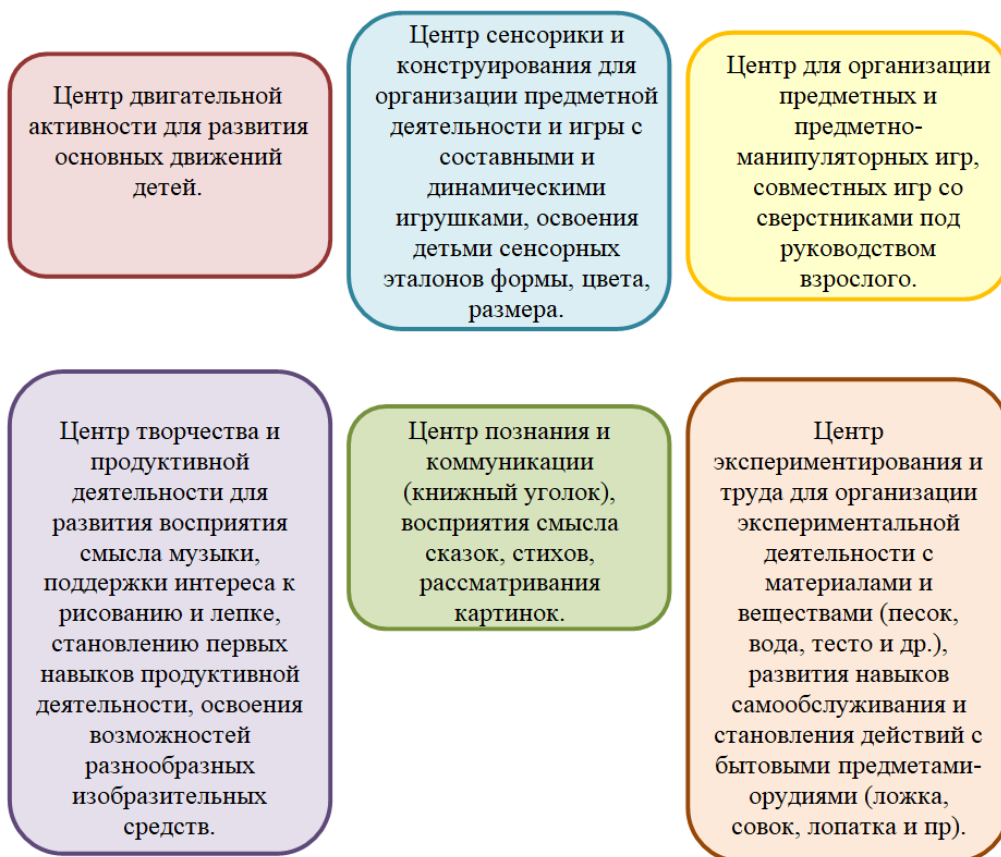 Центр двигательной
активности для развития
основных движений
детей.
Центр сенсорики и
конструирования для
организации предметной
деятельности и игры с
составными и
динамическими
игрушками, освоения
детьми сенсорных
эталонов формы, цвета,
размера.
Центр для организации
предметных и
предметно-
манипуляторных игр,
совместных игр со
сверстниками под
руководством
взрослого.
Центр творчества и
продуктивной
деятельности для
развития восприятия
смысла музыки,
поддержки интереса к
рисованию и лепке,
становлению первых
навыков продуктивной
деятельности, освоения
возможностей
разнообразных
изобразительных
средств.
Центр познания и
коммуникации
(книжный уголок),
восприятия смысла
сказок, стихов,
рассматривания
картинок.
Центр
экспериментирования и
труда для организации
экспериментальной
деятельности с
материалами и
веществами (песок,
вода, тесто и др.),
развития навыков
самообслуживания и
становления действий с
бытовыми предметами-
орудиями (ложка,
совок, лопатка и пр).